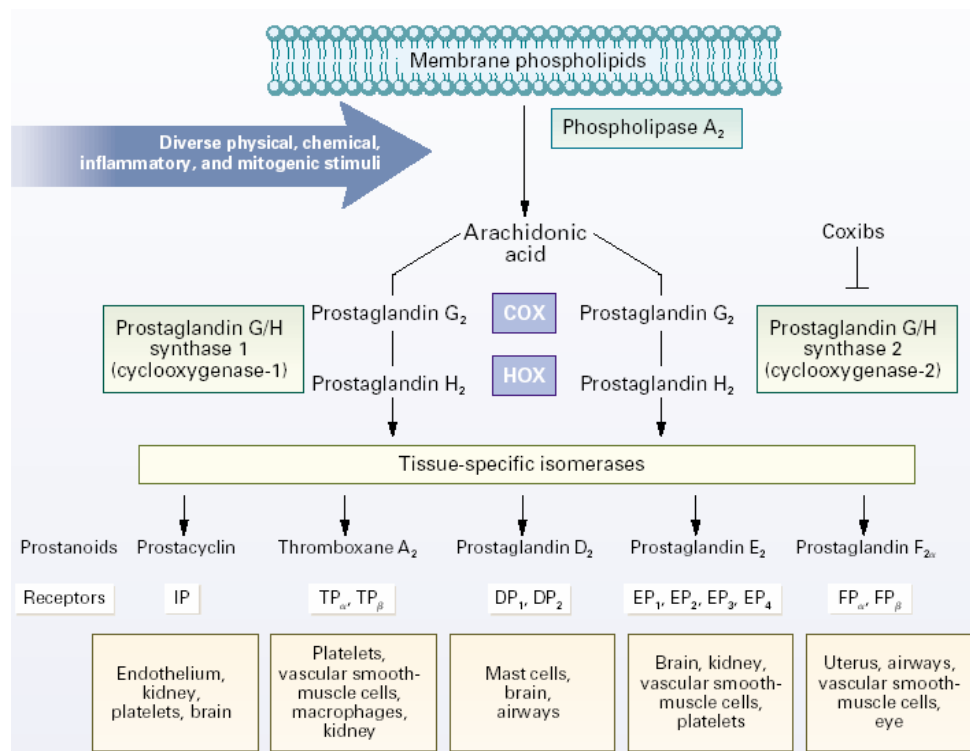 Membrane phospholipids
Phospholipase A₂
Diverse physical, chemical,
inflammatory, and mitogenic stimuli
Arachidonic
acid
Coxibs
Prostaglandin G/H
synthase 1
(cyclooxygenase-1)
Prostaglandin G₂
COX
Prostaglandin G₂
Prostaglandin H₂
HOX
Prostaglandin H₂
Prostaglandin G/H
synthase 2
(cyclooxygenase-2)
Tissue-specific isomerases
Prostanoids Prostacyclin Thromboxane A₂ Prostaglandin D₂ Prostaglandin E₂ Prostaglandin F₂α
Receptors IP TPα, TPβ DP₁, DP₂ EP₁, EP₂, EP₃, EP₄ FPα, FPβ
Endothelium,
kidney,
platelets, brain
Platelets,
vascular smooth-
muscle cells,
macrophages,
kidney
Mast cells,
brain,
airways
Brain, kidney,
vascular smooth-
muscle cells,
platelets
Uterus, airways,
vascular smooth-
muscle cells,
eye